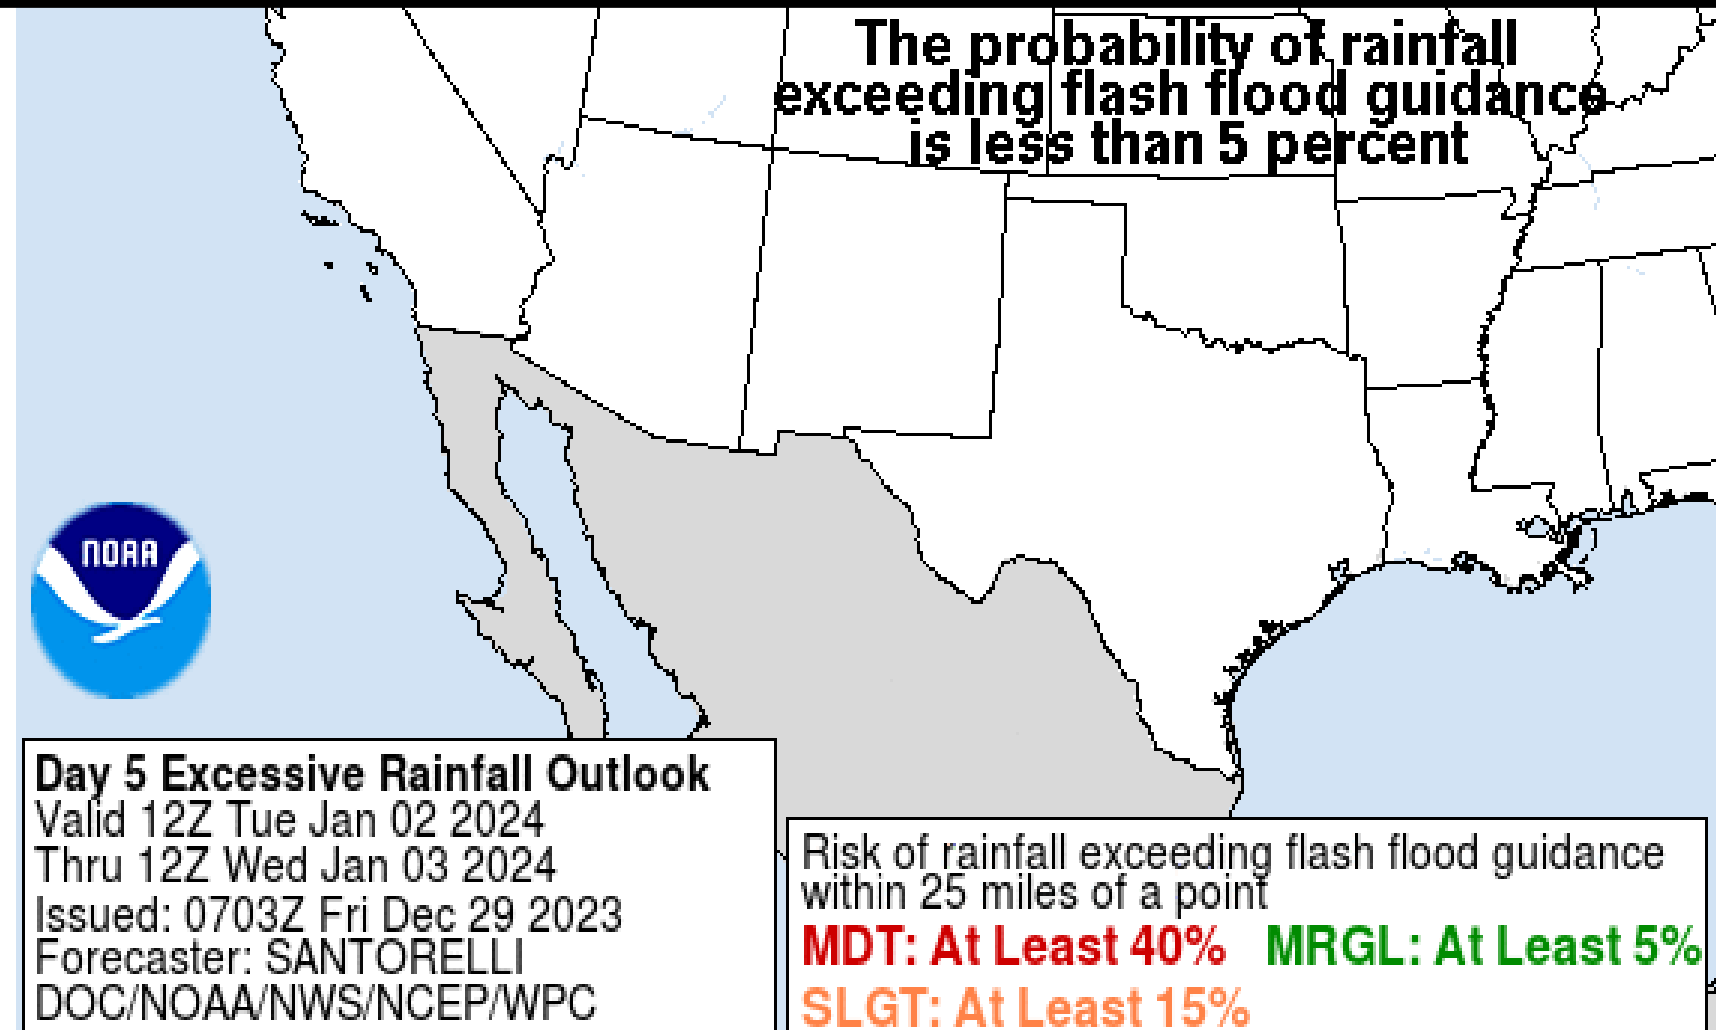 The probability of rainfall
exceeding flash flood guidance
is less than 5 percent
NOAA
Day 5 Excessive Rainfall Outlook
Valid 12Z Tue Jan 02 2024
Thru 12Z Wed Jan 03 2024
Issued: 0703Z Fri Dec 29 2023
Forecaster: SANTORELLI
DOC/NOAA/NWS/NCEP/WPC
Risk of rainfall exceeding flash flood guidance
within 25 miles of a point
MDT: At Least 40% MRGL: At Least 5%
SLGT: At Least 15%